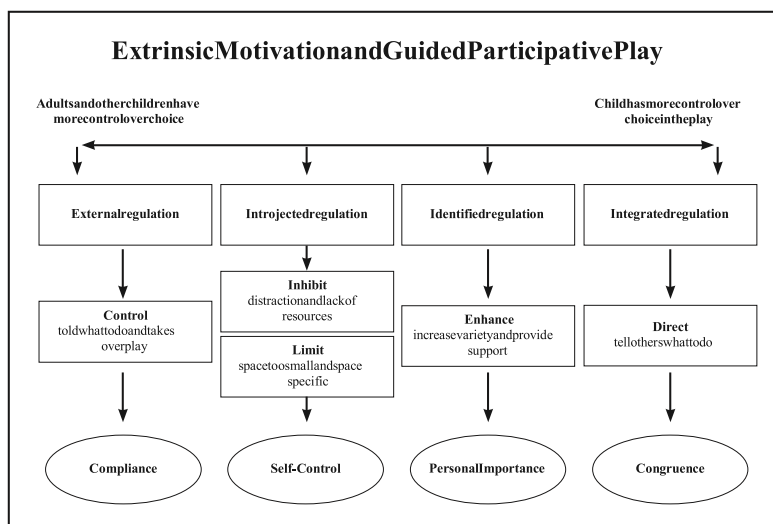 ExtrinsicMotivationandGuidedParticipativePlay
Adultsandotherchildrenhave
morecontroloverchoice
Childhasmorecontrolover
choiceintheplay
Externalregulation
Introjectedregulation
Identifiedregulation
Integratedregulation
Control
toldwhattodoandtakes
overplay
Inhibit
distractionandlackof
resources
Limit
spacetoosmallandspace
specific
Enhance
increasevarietyandprovide
support
Direct
tellotherswhattodo
Compliance
Self-Control
PersonalImportance
Congruence